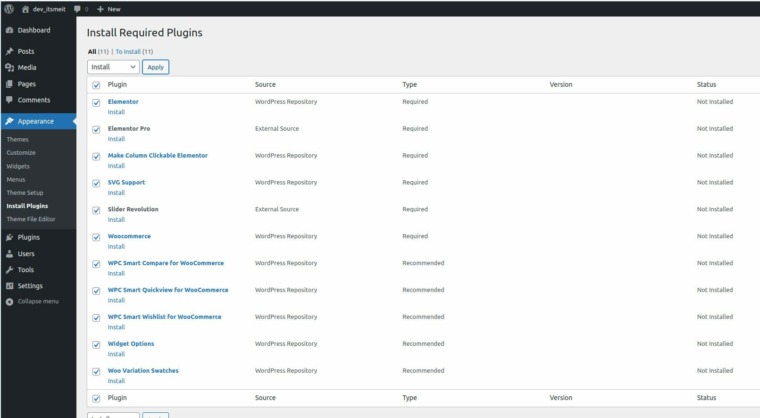 dev_itsmeit 0 New
Dashboard
Posts
Media
Pages
Comments
Appearance
Themes
Customize
Widgets
Menus
Theme Setup
Install Plugins
Theme File Editor
Plugins
Users
Tools
Settings
Collapse menu
Install Required Plugins
All (11) | To Install (11)
Install Apply
Plugin Source Type Version Status
Elementor WordPress Repository Required Not Installed
Install
Elementor Pro External Source Required Not Installed
Install
Make Column Clickable Elementor WordPress Repository Required Not Installed
Install
SVG Support WordPress Repository Required Not Installed
Install
Slider Revolution External Source Required Not Installed
Install
Woocommerce WordPress Repository Required Not Installed
Install
WPC Smart Compare for WooCommerce WordPress Repository Recommended Not Installed
Install
WPC Smart Quickview for WooCommerce WordPress Repository Recommended Not Installed
Install
WPC Smart Wishlist for WooCommerce WordPress Repository Recommended Not Installed
Install
Widget Options WordPress Repository Recommended Not Installed
Install
Woo Variation Swatches WordPress Repository Recommended Not Installed
Install
Plugin Source Type Version Status